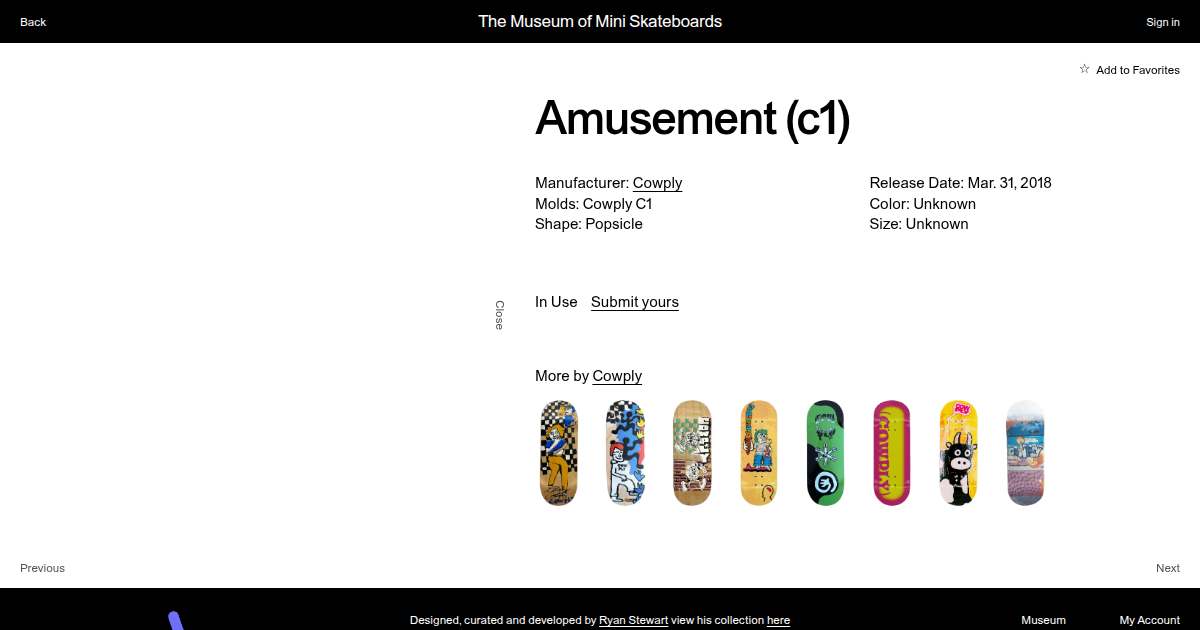 Back
The Museum of Mini Skateboards
Sign in
☆ Add to Favorites
Amusement (c1)
Manufacturer: Cowply
Molds: Cowply C1
Shape: Popsicle
Release Date: Mar. 31, 2018
Color: Unknown
Size: Unknown
Close
In Use Submit yours
More by Cowply
Previous
Next
Designed, curated and developed by Ryan Stewart view his collection here
Museum
My Account